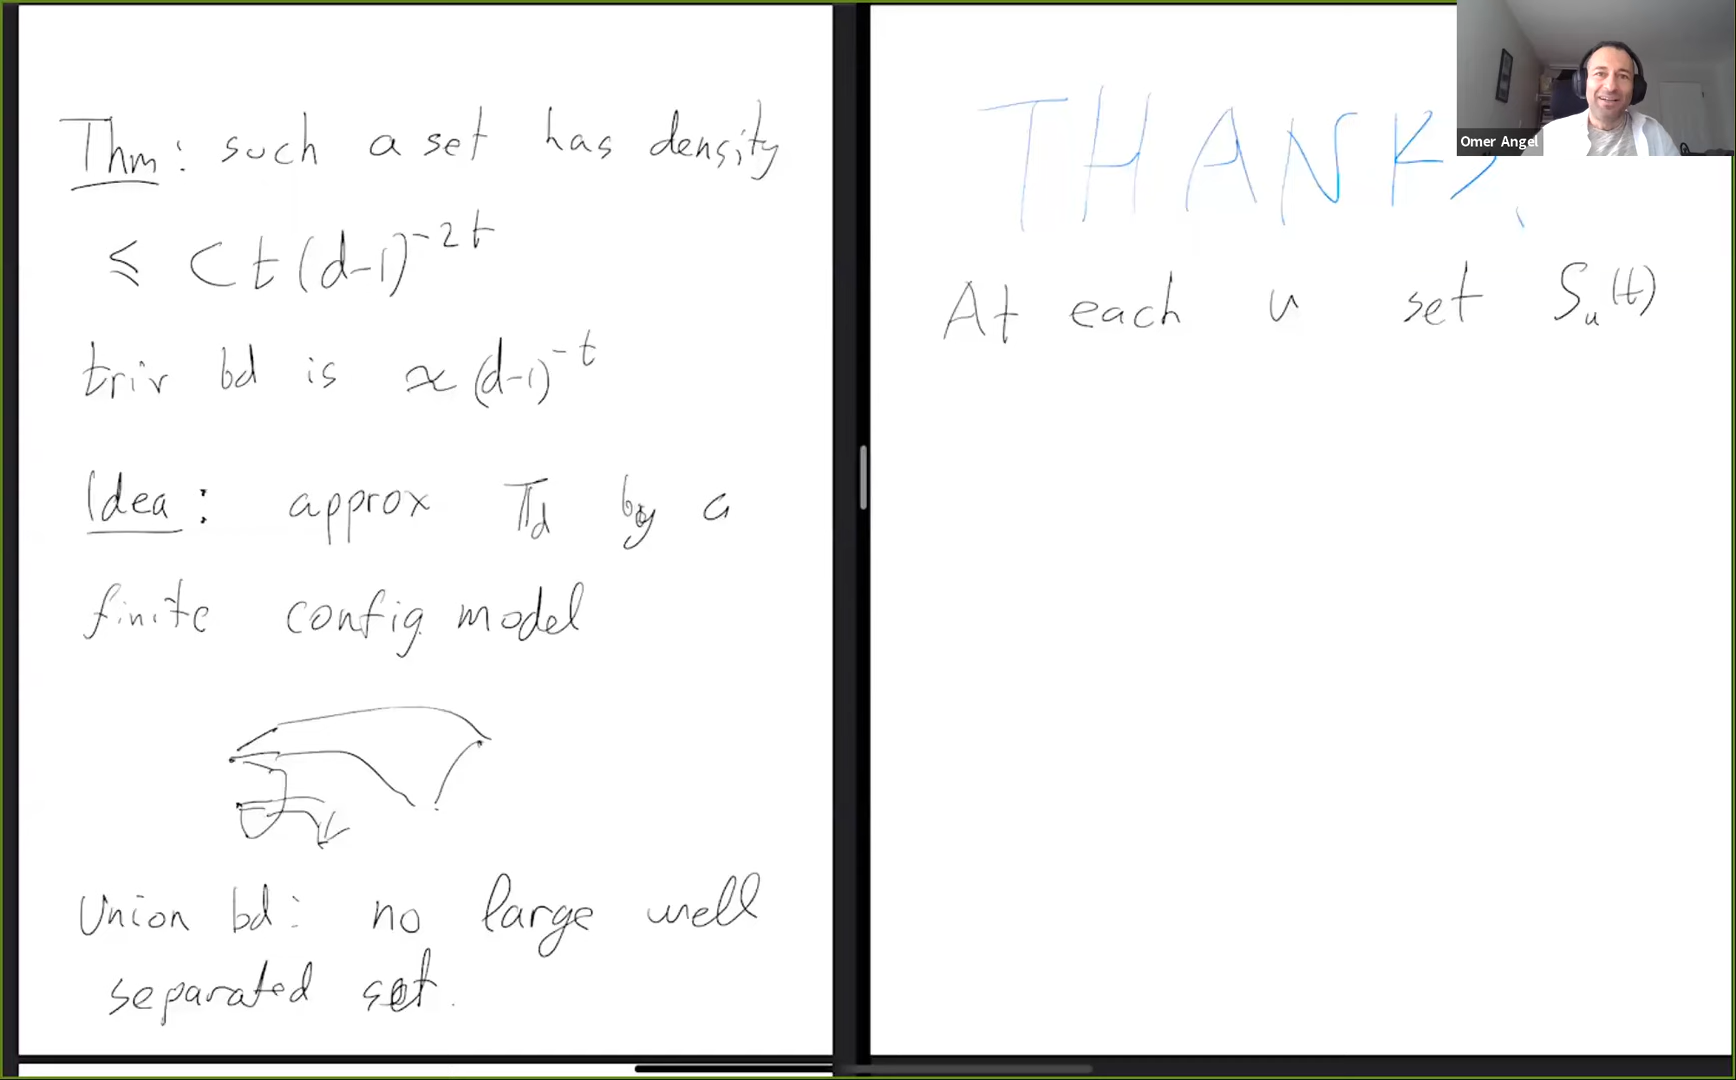 Thm: such a set has density
≤ Ct(d-1)^{-2t}
triv bd is ≍ (d-1)^{-t}
Idea: approx T_d by a
finite config model
Union bd: no large well
separated set.
THANKS
At each u set S_u(t)
Omer Angel